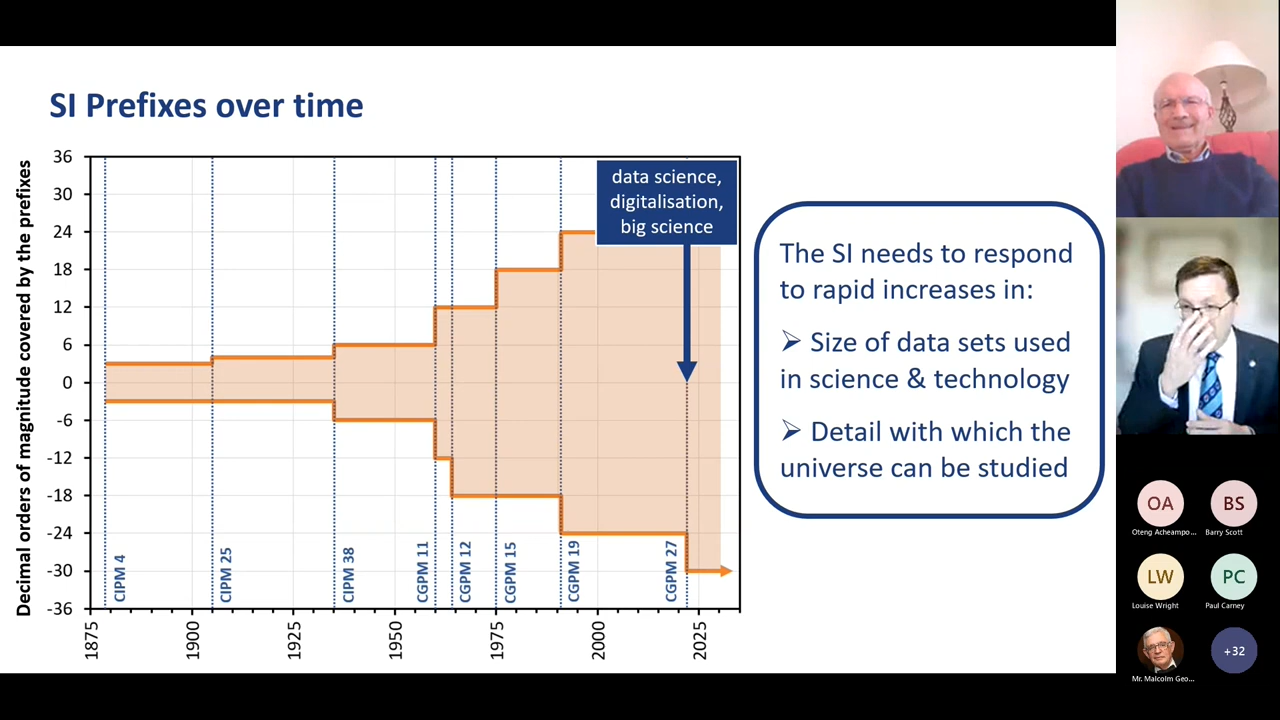 SI Prefixes over time
Decimal orders of magnitude covered by the prefixes
36
30
24
18
12
6
0
-6
-12
-18
-24
-30
-36
1875
1900
1925
1950
1975
2000
2025
CIPM 4
CIPM 25
CIPM 38
CGPM 11
CGPM 12
CGPM 15
CGPM 19
CGPM 27
data science,
digitalisation,
big science
The SI needs to respond
to rapid increases in:
➢ Size of data sets used
in science & technology
➢ Detail with which the
universe can be studied
OA
Oteng Acheampo...
BS
Barry Scott
LW
Louise Wright
PC
Paul Carney
Mr. Malcolm Geo...
+32